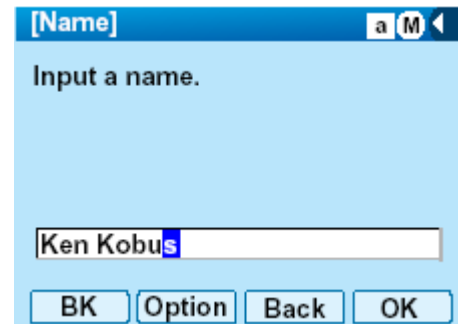 [Name] a M
Input a name.
Ken Kobus
BK Option Back OK